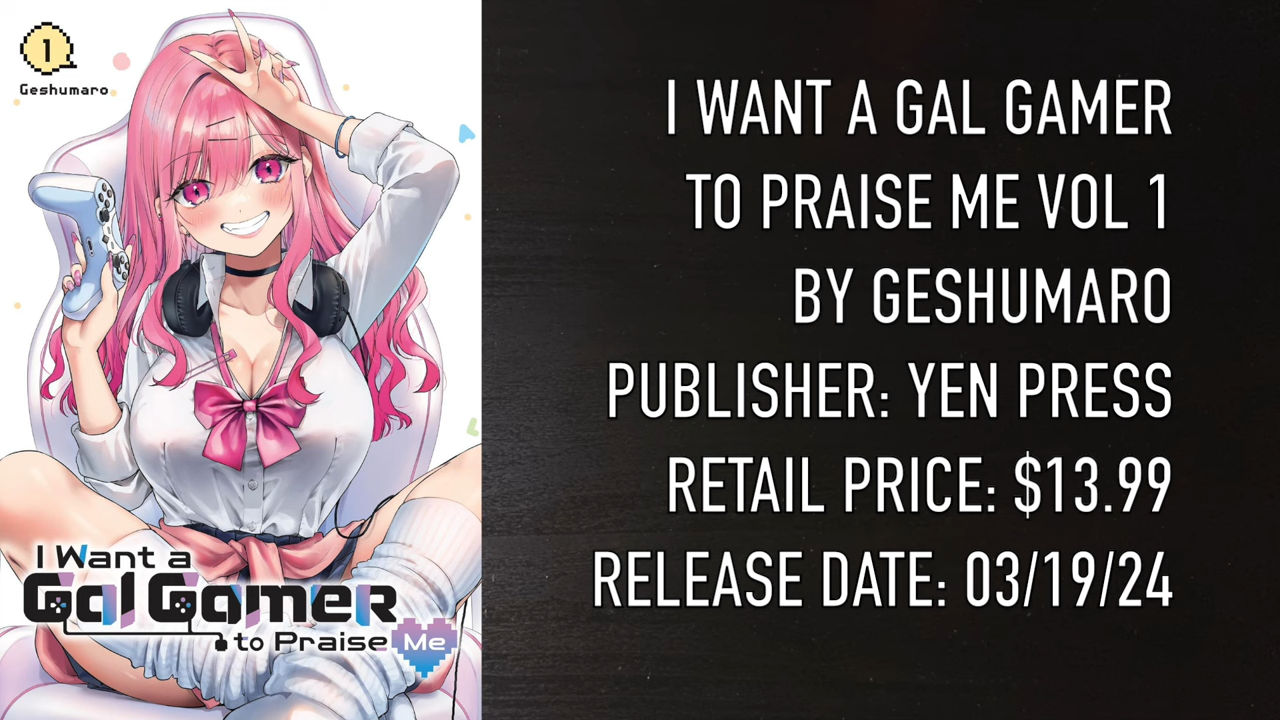 1
Geshumaro
I Want a
Gal Gamer
to Praise Me
I WANT A GAL GAMER
TO PRAISE ME VOL 1
BY GESHUMARO
PUBLISHER: YEN PRESS
RETAIL PRICE: $13.99
RELEASE DATE: 03/19/24